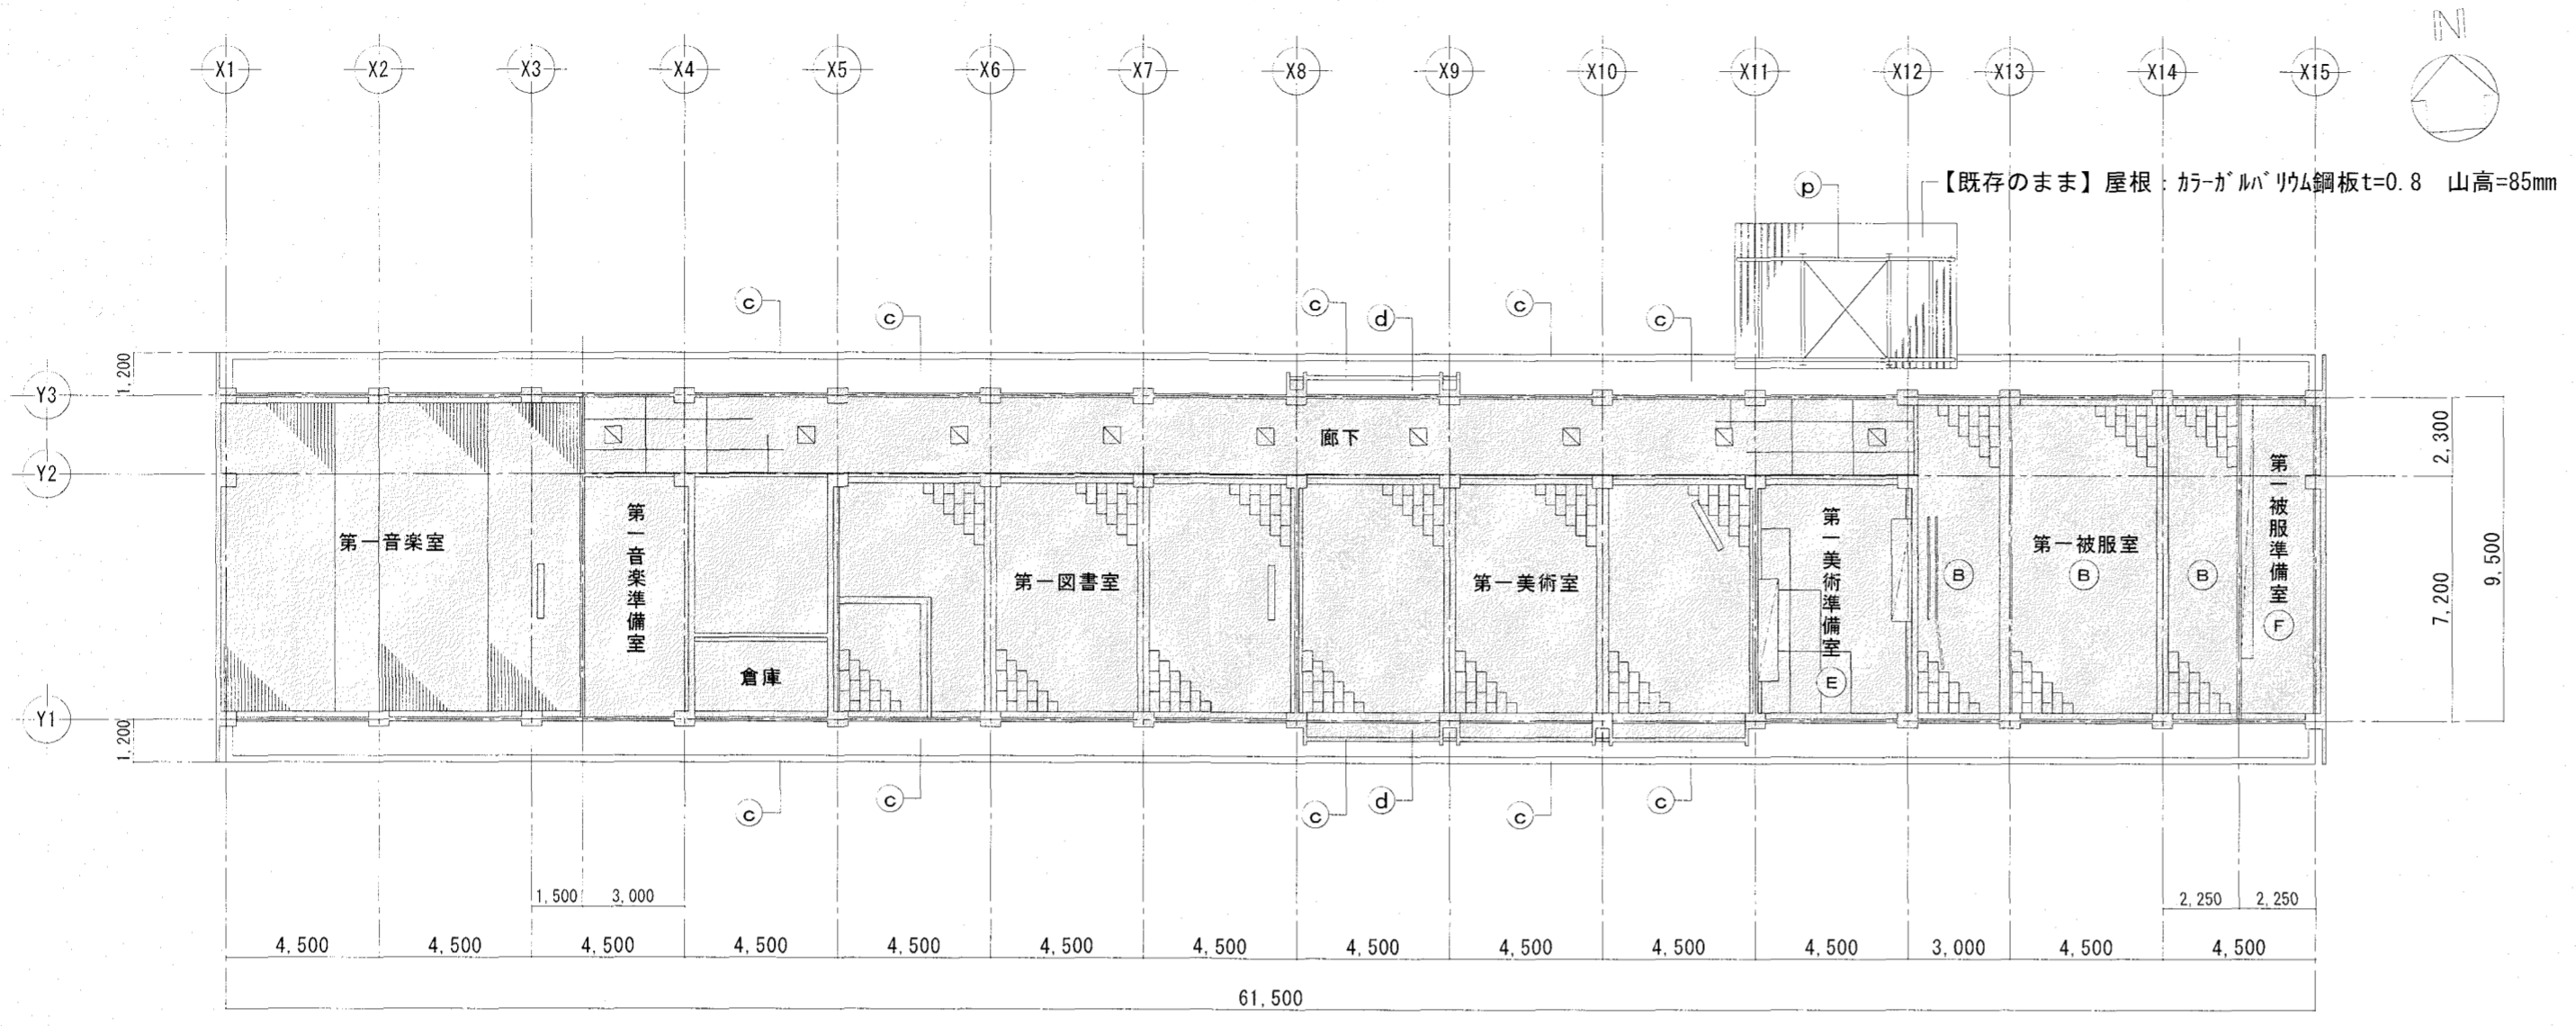 N
X1 X2 X3 X4 X5 X6 X7 X8 X9 X10 X11 X12 X13 X14 X15
p
【既存のまま】屋根：カラーガルバリウム鋼板t=0.8 山高=85mm
c c c d c c
1,200
Y3
Y2
Y1
1,200
廊下
第一音楽室
第一音楽準備室
倉庫
第一図書室
第一美術室
第一美術準備室
E
B
第一被服室
B
B
第一被服準備室
F
2,300
7,200
9,500
c c c d c c
1,500 3,000
2,250 2,250
4,500 4,500 4,500 4,500 4,500 4,500 4,500 4,500 4,500 4,500 4,500 3,000 4,500 4,500
61,500